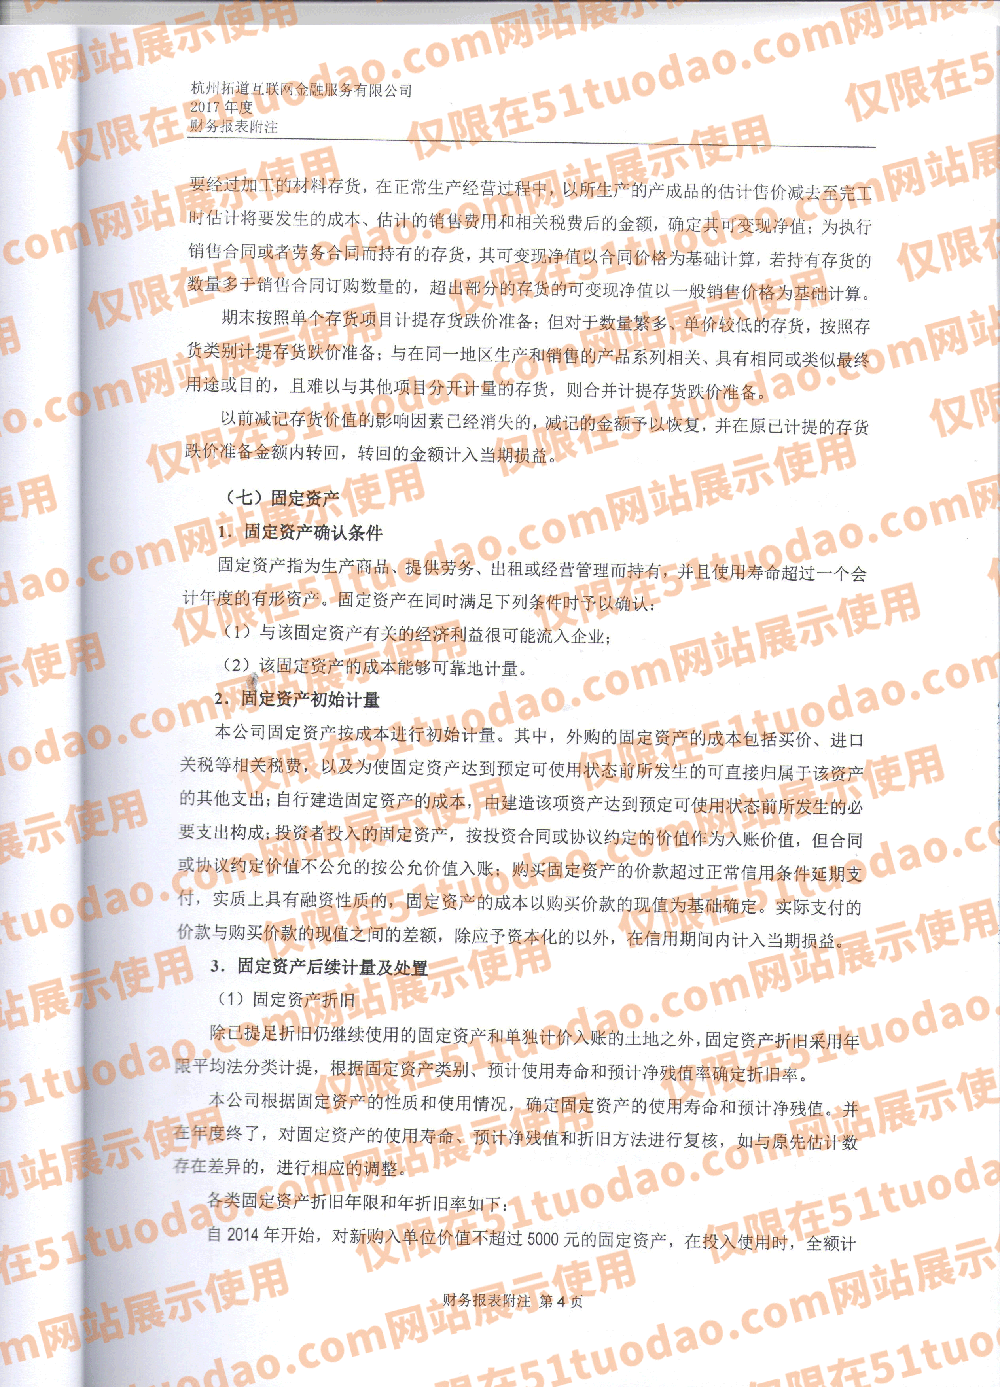 杭州拓道互联网金融服务有限公司
2017 年度
财务报表附注
要经过加工的材料存货，在正常生产经营过程中，以所生产的产成品的估计售价减去至完工
时估计将要发生的成本、估计的销售费用和相关税费后的金额，确定其可变现净值；为执行
销售合同或者劳务合同而持有的存货，其可变现净值以合同价格为基础计算，若持有存货的
数量多于销售合同订购数量的，超出部分的存货的可变现净值以一般销售价格为基础计算。
期末按照单个存货项目计提存货跌价准备；但对于数量繁多、单价较低的存货，按照存
货类别计提存货跌价准备；与在同一地区生产和销售的产品系列相关、具有相同或类似最终
用途或目的，且难以与其他项目分开计量的存货，则合并计提存货跌价准备。
以前减记存货价值的影响因素已经消失的，减记的金额予以恢复，并在原已计提的存货
跌价准备金额内转回，转回的金额计入当期损益。
（七）固定资产
1．固定资产确认条件
固定资产指为生产商品、提供劳务、出租或经营管理而持有，并且使用寿命超过一个会
计年度的有形资产。固定资产在同时满足下列条件时予以确认：
（1）与该固定资产有关的经济利益很可能流入企业；
（2）该固定资产的成本能够可靠地计量。
2．固定资产初始计量
本公司固定资产按成本进行初始计量。其中，外购的固定资产的成本包括买价、进口
关税等相关税费，以及为使固定资产达到预定可使用状态前所发生的可直接归属于该资产
的其他支出；自行建造固定资产的成本，由建造该项资产达到预定可使用状态前所发生的必
要支出构成；投资者投入的固定资产，按投资合同或协议约定的价值作为入账价值，但合同
或协议约定价值不公允的按公允价值入账；购买固定资产的价款超过正常信用条件延期支
付，实质上具有融资性质的，固定资产的成本以购买价款的现值为基础确定。实际支付的
价款与购买价款的现值之间的差额，除应予资本化的以外，在信用期间内计入当期损益。
3．固定资产后续计量及处置
（1）固定资产折旧
除已提足折旧仍继续使用的固定资产和单独计价入账的土地之外，固定资产折旧采用年
限平均法分类计提，根据固定资产类别、预计使用寿命和预计净残值率确定折旧率。
本公司根据固定资产的性质和使用情况，确定固定资产的使用寿命和预计净残值。并
在年度终了，对固定资产的使用寿命、预计净残值和折旧方法进行复核，如与原先估计数
存在差异的，进行相应的调整。
各类固定资产折旧年限和年折旧率如下：
自 2014 年开始，对新购入单位价值不超过 5000 元的固定资产，在投入使用时，全额计
财务报表附注 第 4 页
仅限在51tuodao.com网站展示使用